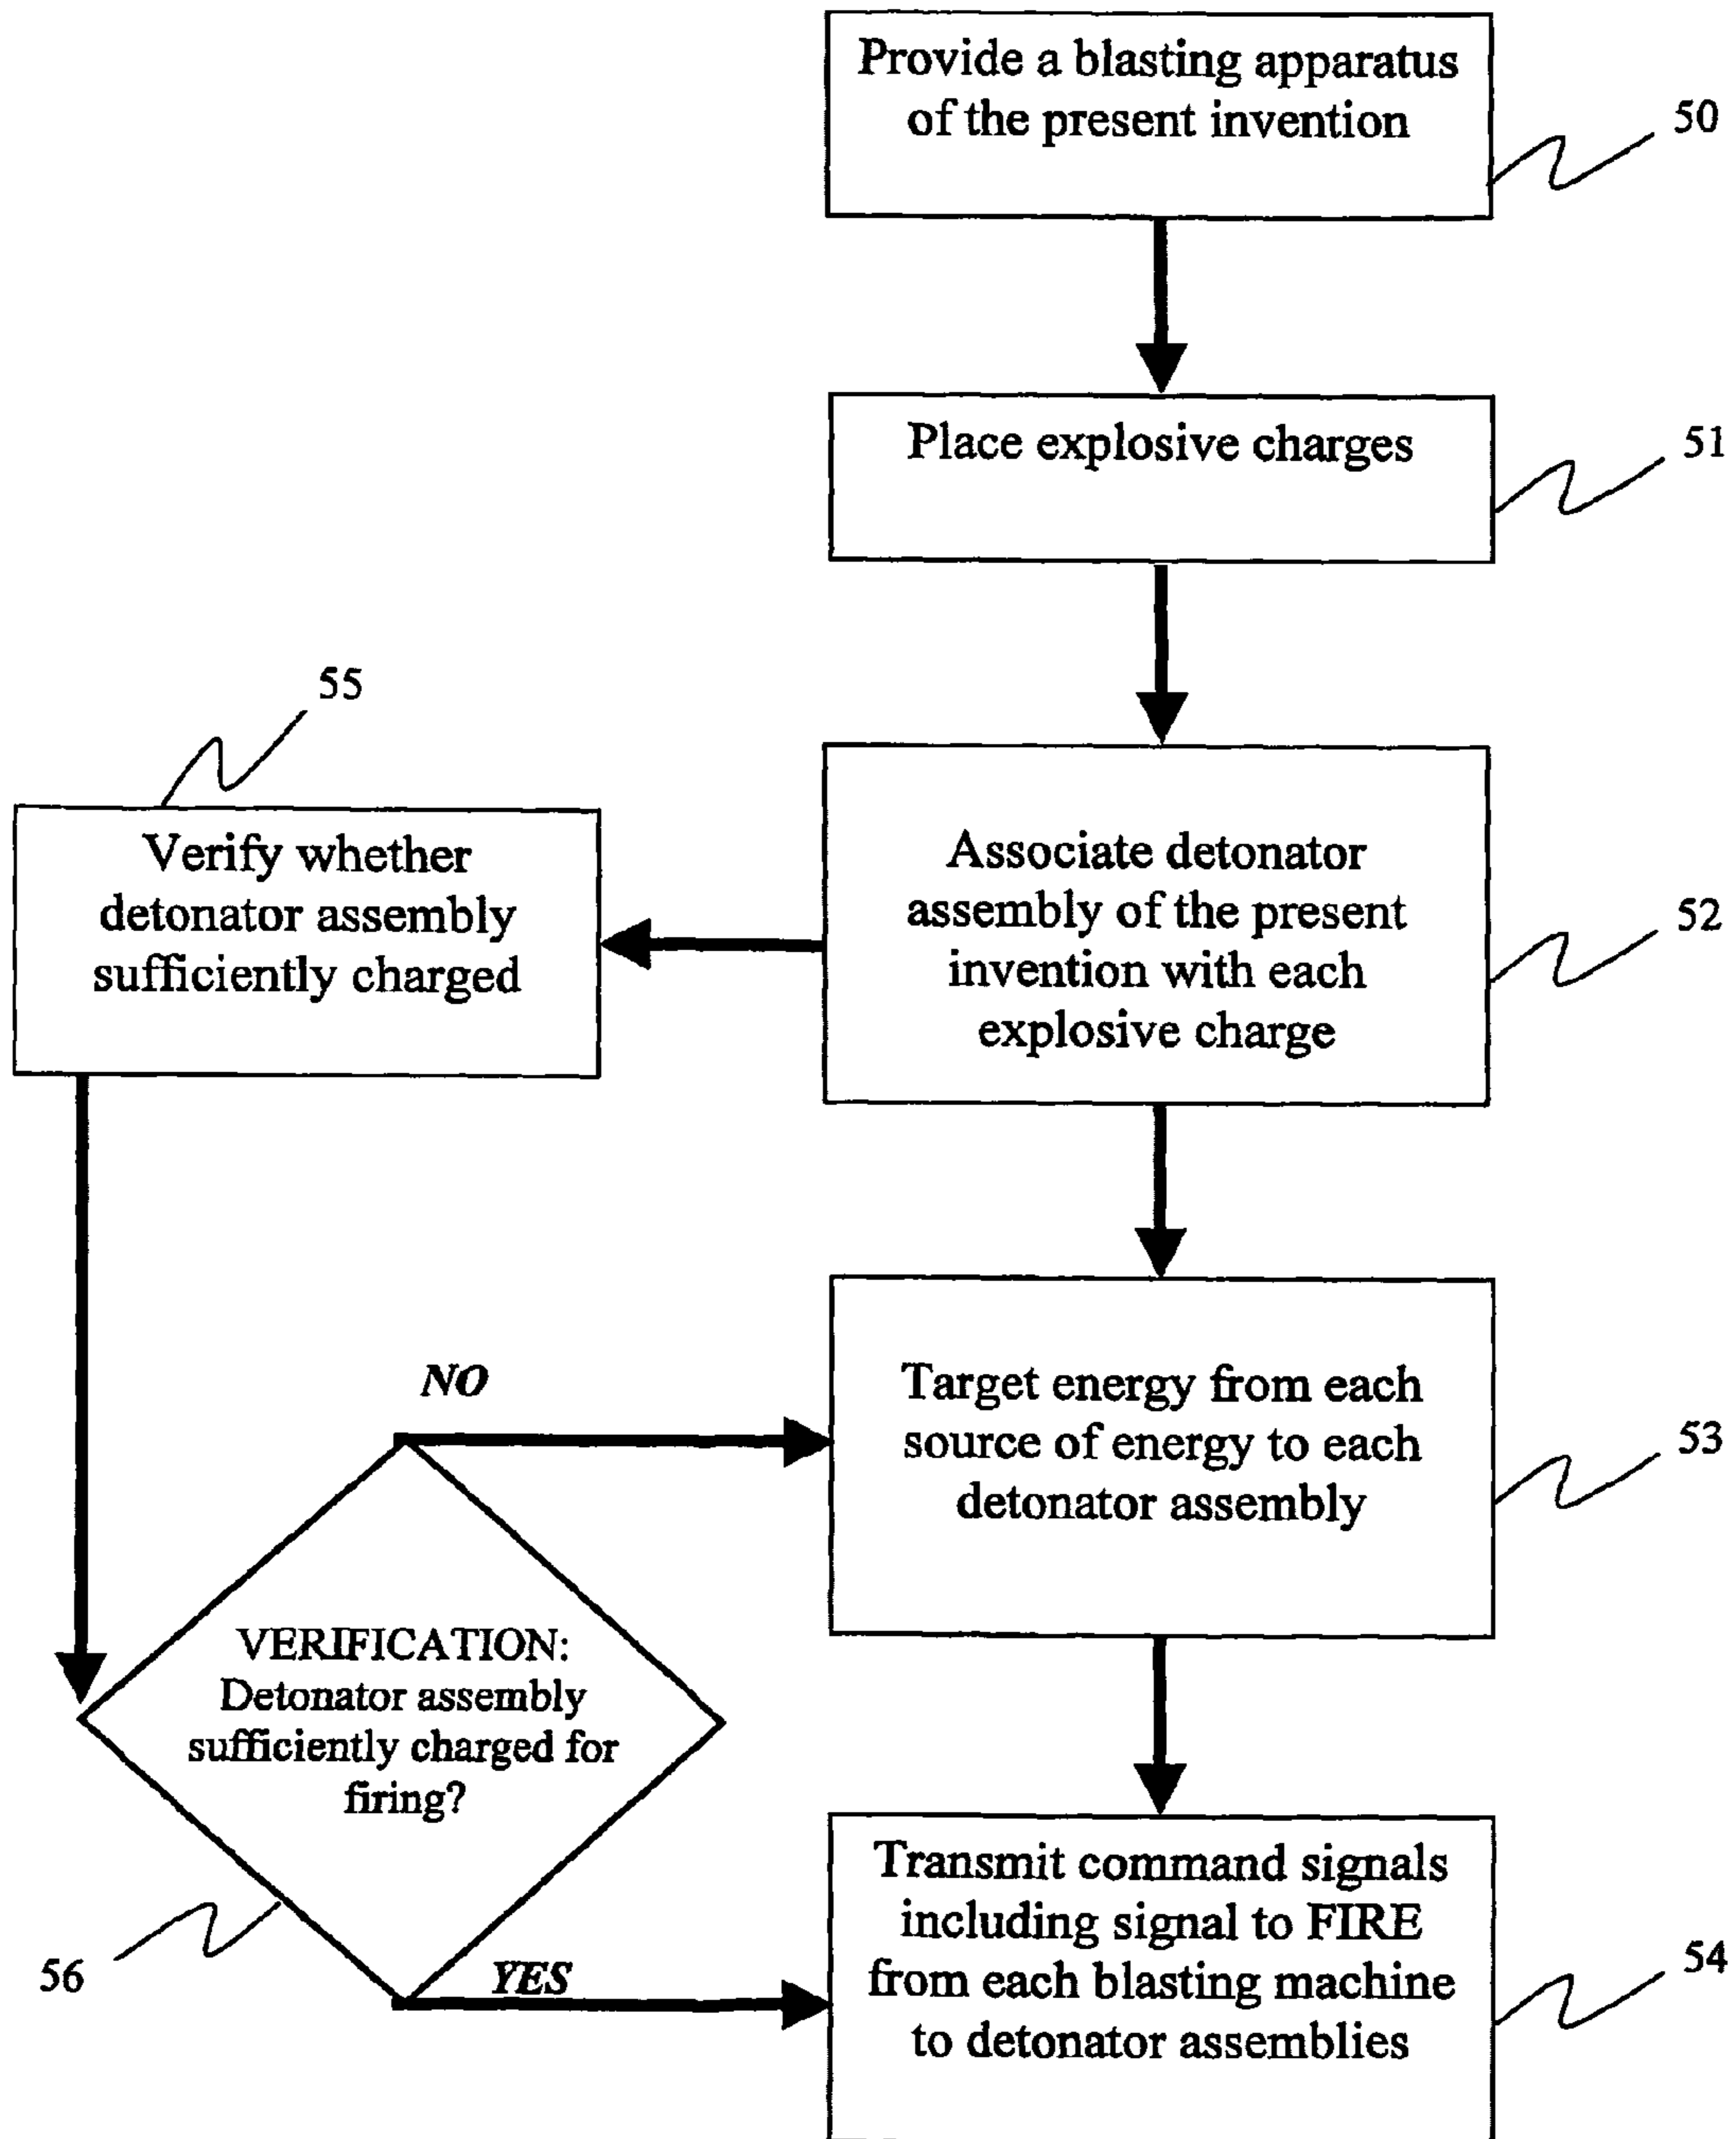 Provide a blasting apparatus
of the present invention
50
Place explosive charges
51
55
Verify whether
detonator assembly
sufficiently charged
Associate detonator
assembly of the present
invention with each
explosive charge
52
NO
Target energy from each
source of energy to each
detonator assembly
53
VERIFICATION:
Detonator assembly
sufficiently charged for
firing?
56
YES
Transmit command signals
including signal to FIRE
from each blasting machine
to detonator assemblies
54